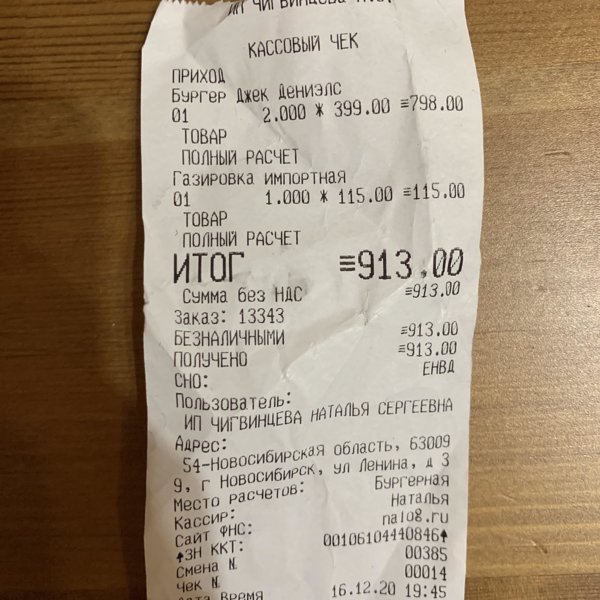 ИП ЧИГВИНЦЕВА
КАССОВЫЙ ЧЕК
ПРИХОД
Бургер Джек Дениэлс
01 2.000 * 399.00 ≡798.00
ТОВАР
ПОЛНЫЙ РАСЧЕТ
Газировка импортная
01 1.000 * 115.00 ≡115.00
ТОВАР
ПОЛНЫЙ РАСЧЕТ
ИТОГ ≡913,00
Сумма без НДС ≡913.00
Заказ: 13343
БЕЗНАЛИЧНЫМИ ≡913.00
ПОЛУЧЕНО ≡913.00
СНО: ЕНВД
Пользователь:
ИП ЧИГВИНЦЕВА НАТАЛЬЯ СЕРГЕЕВНА
Адрес:
54-Новосибирская область, 63009
9, г Новосибирск, ул Ленина, д 3
Место расчетов: Бургерная
Кассир: Наталья
Сайт ФНС: nalog.ru
↑ЗН ККТ: 00106104440846↑
Смена N 00385
Чек N 00014
Дата Время 16.12.20 19:45